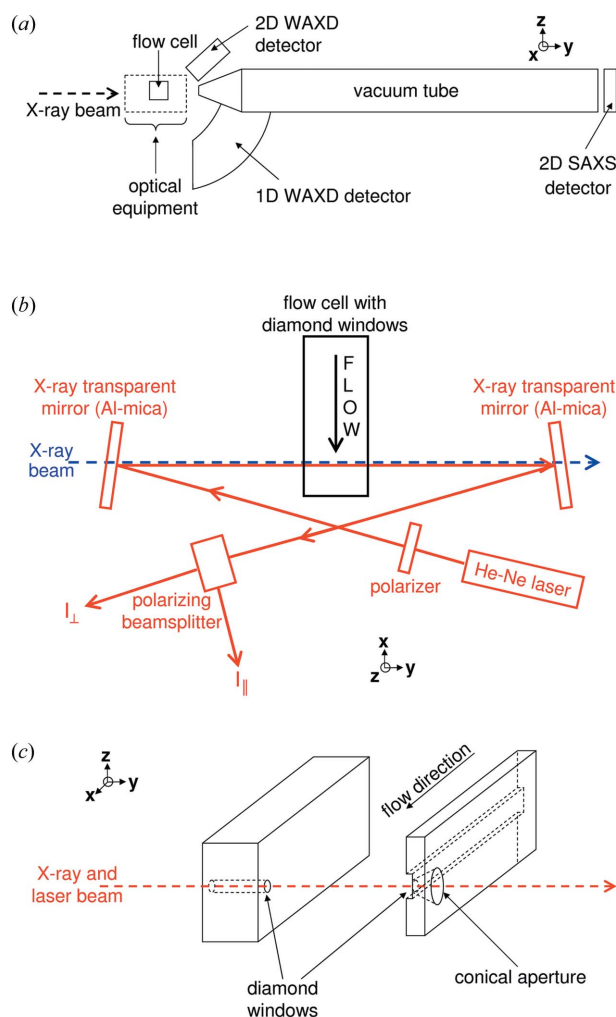 (a)
2D WAXD
detector
flow cell
z
x
y
X-ray beam
vacuum tube
optical
equipment
1D WAXD detector
2D SAXS
detector
(b)
flow cell with
diamond windows
X-ray transparent
mirror (Al-mica)
X-ray transparent
mirror (Al-mica)
FLOW
X-ray
beam
He-Ne laser
polarizer
polarizing
beamsplitter
I⊥
I∥
x
z
y
(c)
z
x
y
flow direction
X-ray and
laser beam
diamond
windows
conical aperture